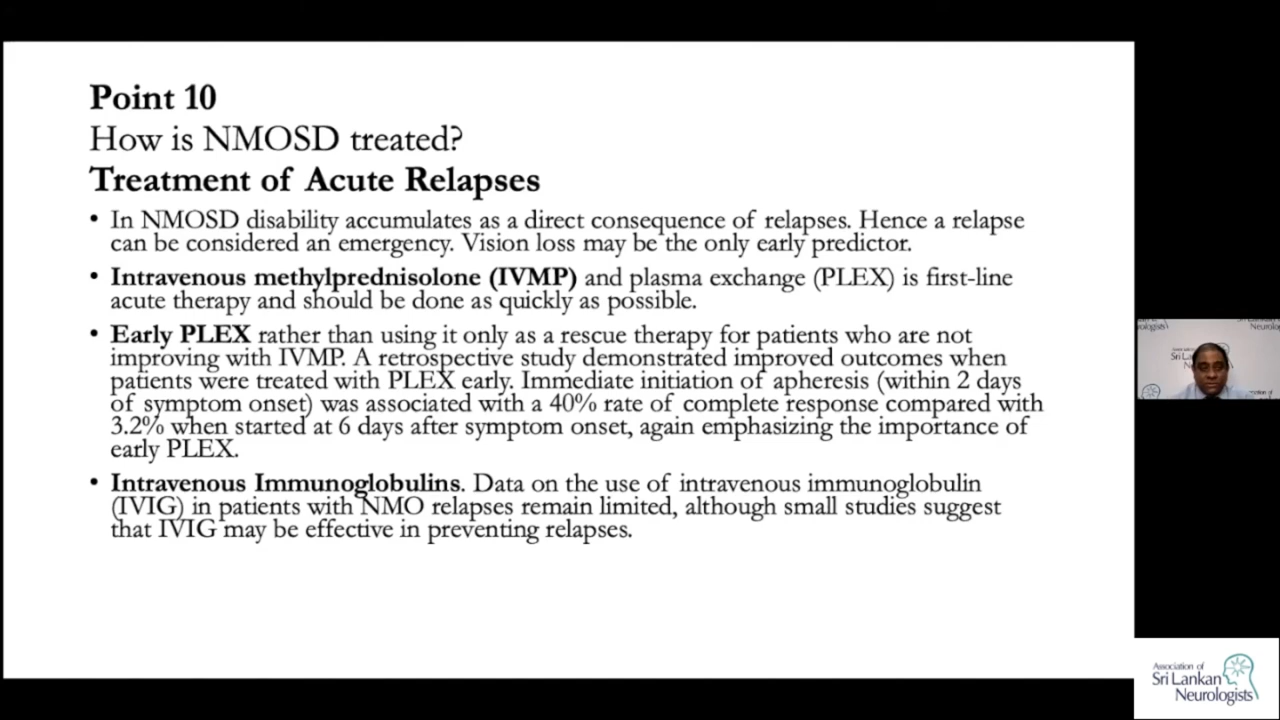 Point 10
How is NMOSD treated?
Treatment of Acute Relapses
• In NMOSD disability accumulates as a direct consequence of relapses. Hence a relapse
can be considered an emergency. Vision loss may be the only early predictor.
• Intravenous methylprednisolone (IVMP) and plasma exchange (PLEX) is first-line
acute therapy and should be done as quickly as possible.
• Early PLEX rather than using it only as a rescue therapy for patients who are not
improving with IVMP. A retrospective study demonstrated improved outcomes when
patients were treated with PLEX early. Immediate initiation of apheresis (within 2 days
of symptom onset) was associated with a 40% rate of complete response compared with
3.2% when started at 6 days after symptom onset, again emphasizing the importance of
early PLEX.
• Intravenous Immunoglobulins. Data on the use of intravenous immunoglobulin
(IVIG) in patients with NMO relapses remain limited, although small studies suggest
that IVIG may be effective in preventing relapses.
Association of
Sri Lankan
Neurologists